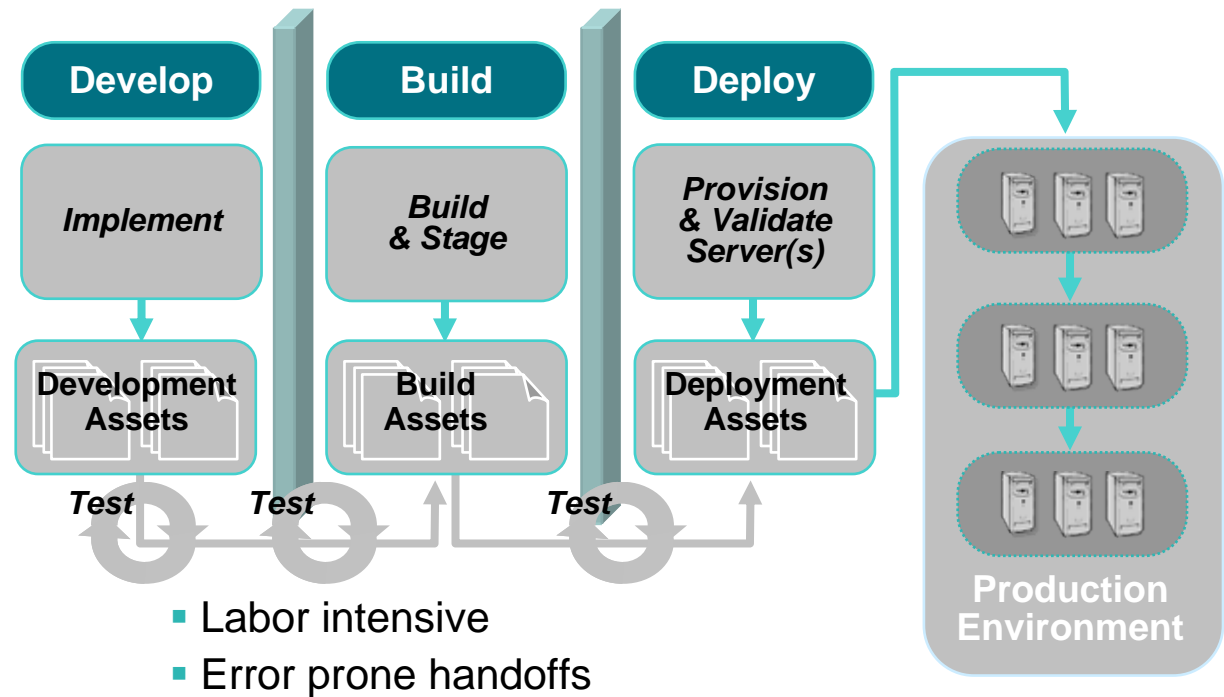 Develop
Build
Deploy
Implement
Build
& Stage
Provision
& Validate
Server(s)
Development
Assets
Build
Assets
Deployment
Assets
Test
Test
Test
Production
Environment
Labor intensive
Error prone handoffs